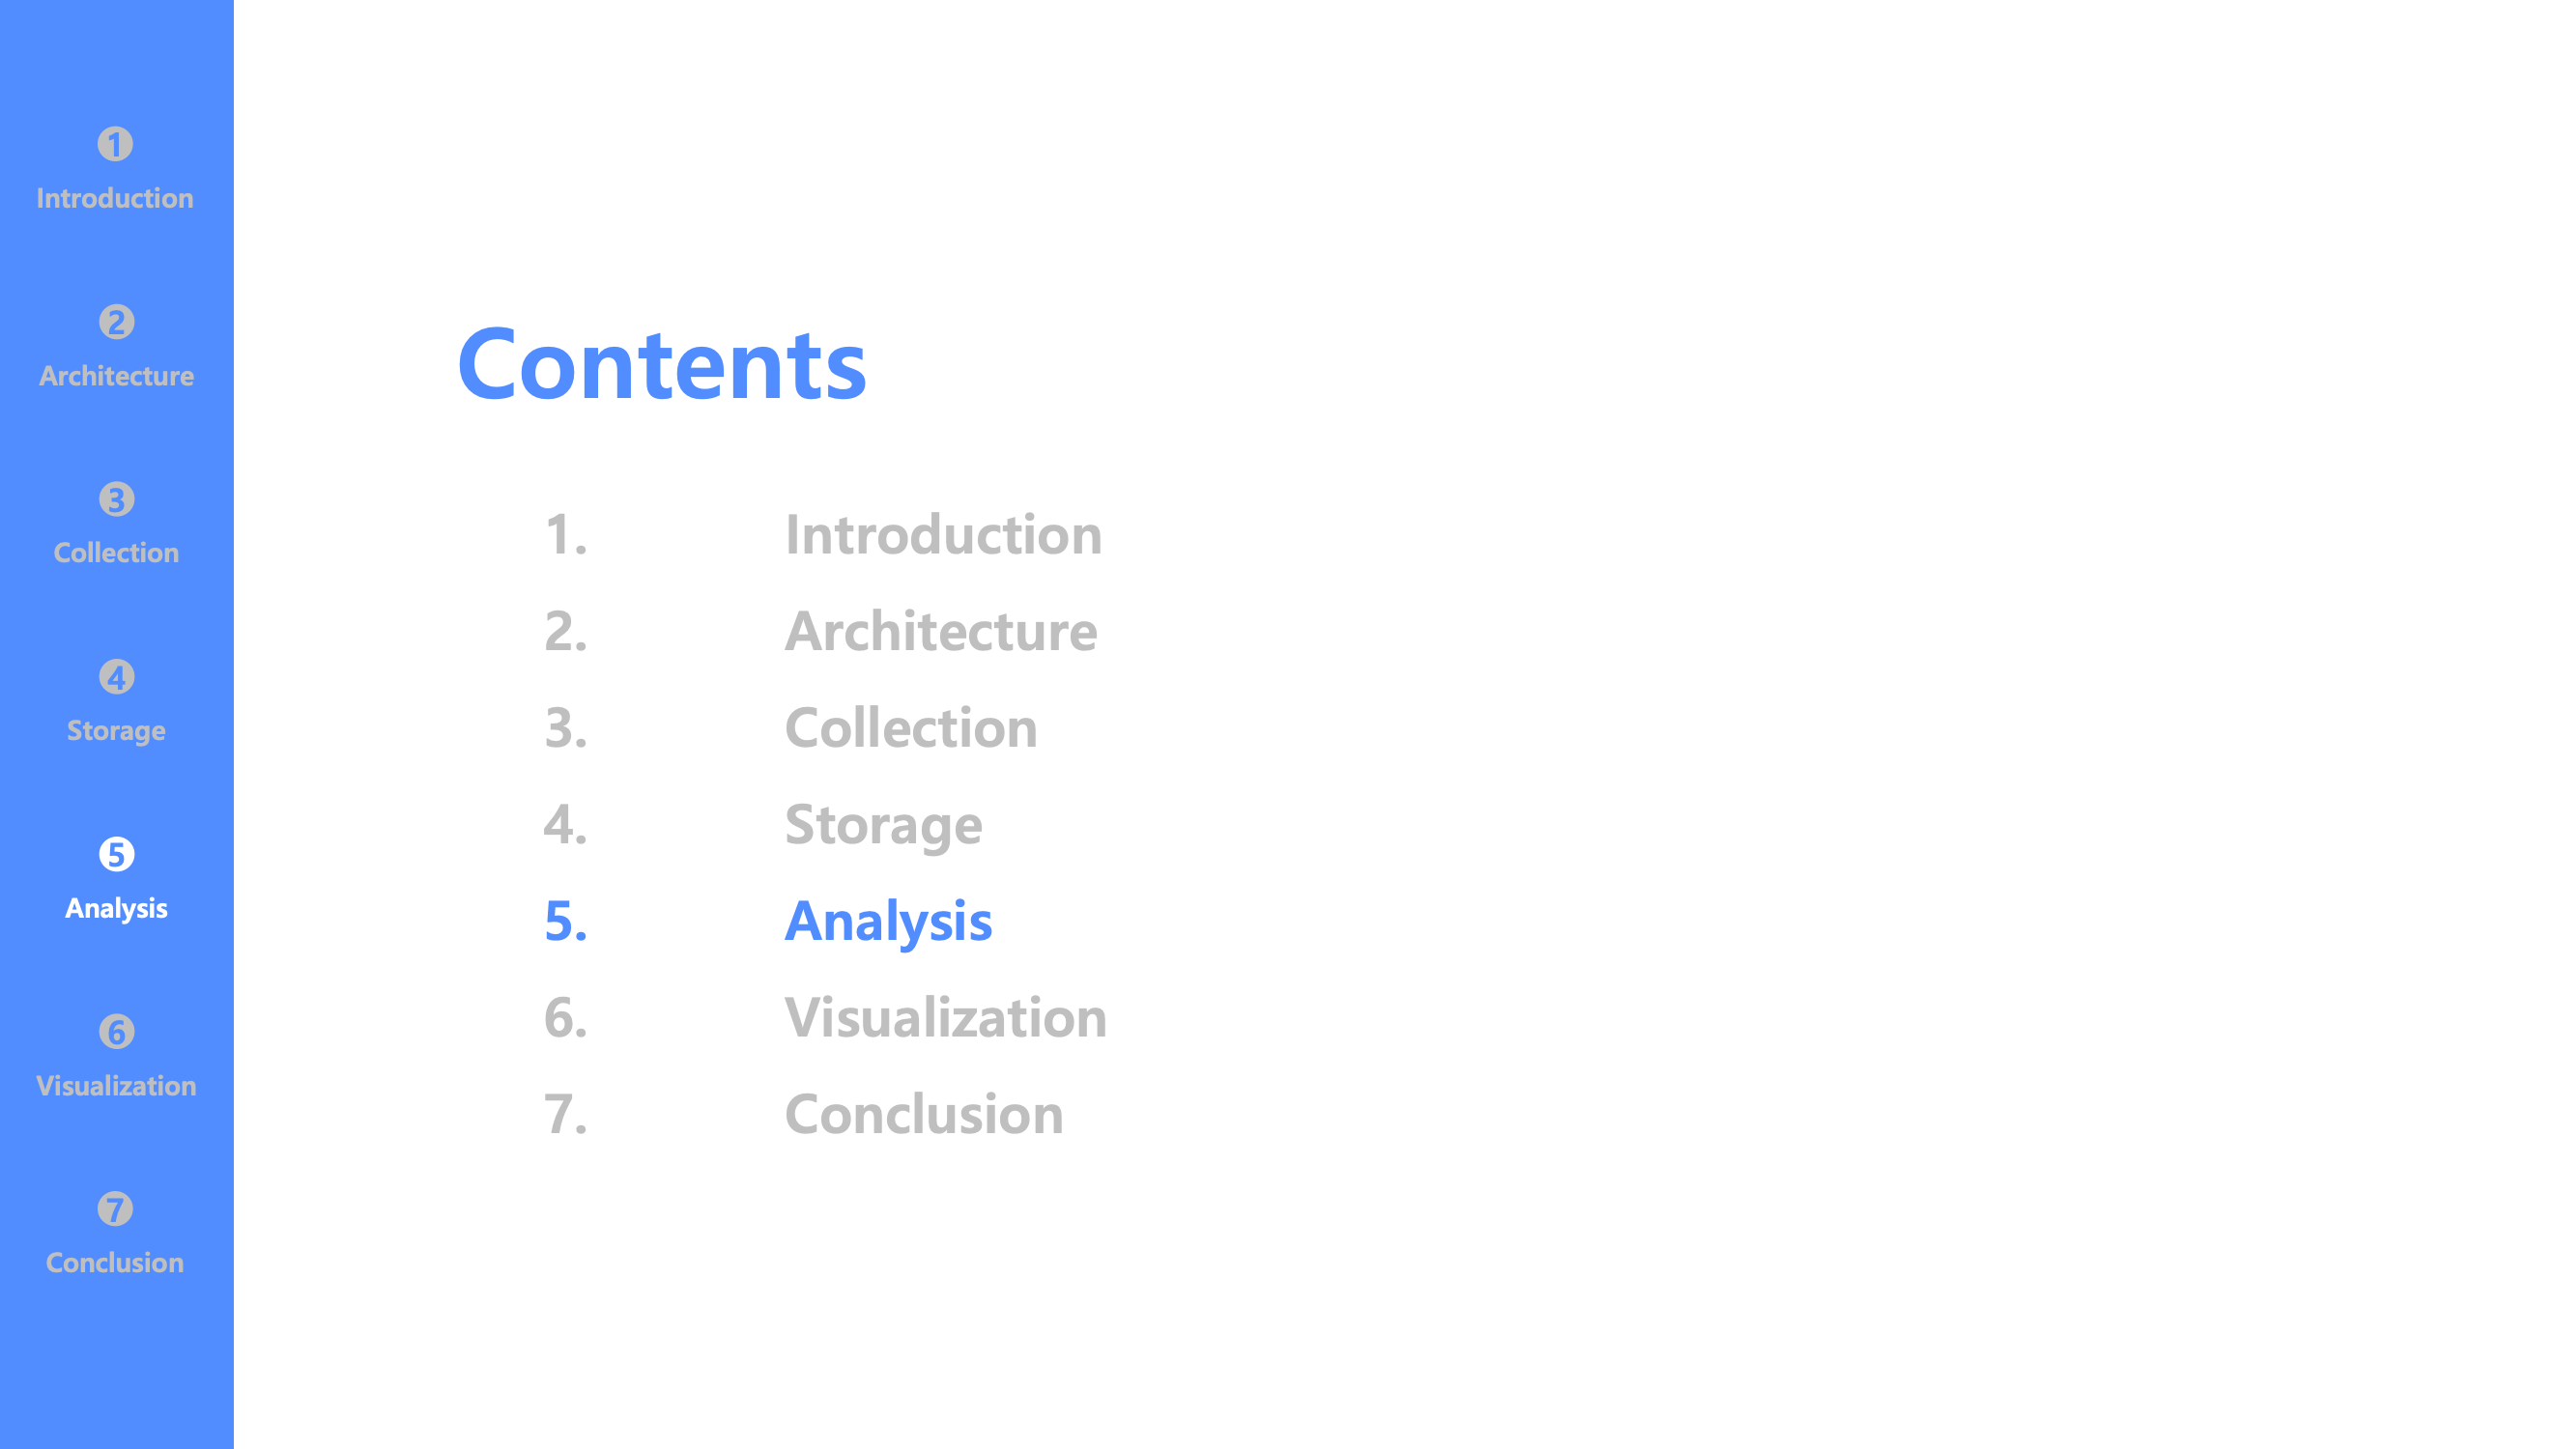 ❶
Introduction
❷
Architecture
❸
Collection
❹
Storage
❺
Analysis
❻
Visualization
❼
Conclusion
Contents
1. Introduction
2. Architecture
3. Collection
4. Storage
5. Analysis
6. Visualization
7. Conclusion